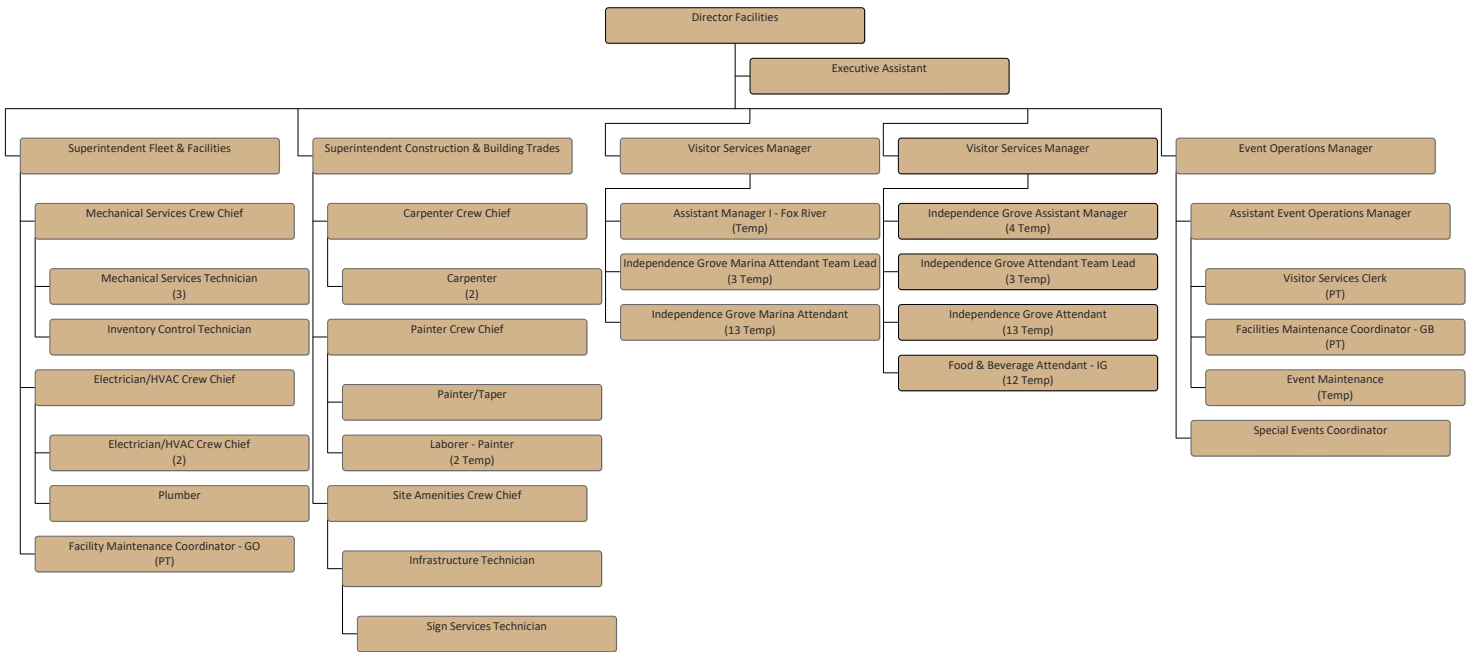 Director Facilities
Executive Assistant
Superintendent Fleet & Facilities
Mechanical Services Crew Chief
Mechanical Services Technician
(3)
Inventory Control Technician
Electrician/HVAC Crew Chief
Electrician/HVAC Crew Chief
(2)
Plumber
Facility Maintenance Coordinator - GO
(PT)
Superintendent Construction & Building Trades
Carpenter Crew Chief
Carpenter
(2)
Painter Crew Chief
Painter/Taper
Laborer - Painter
(2 Temp)
Site Amenities Crew Chief
Infrastructure Technician
Sign Services Technician
Visitor Services Manager
Assistant Manager I - Fox River
(Temp)
Independence Grove Marina Attendant Team Lead
(3 Temp)
Independence Grove Marina Attendant
(13 Temp)
Visitor Services Manager
Independence Grove Assistant Manager
(4 Temp)
Independence Grove Attendant Team Lead
(3 Temp)
Independence Grove Attendant
(13 Temp)
Food & Beverage Attendant - IG
(12 Temp)
Event Operations Manager
Assistant Event Operations Manager
Visitor Services Clerk
(PT)
Facilities Maintenance Coordinator - GB
(PT)
Event Maintenance
(Temp)
Special Events Coordinator